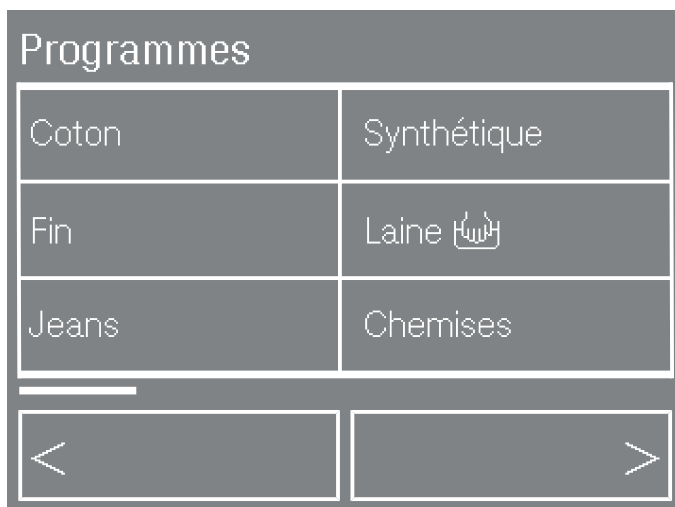 Programmes
Coton
Synthétique
Fin
Laine
Jeans
Chemises
<
>